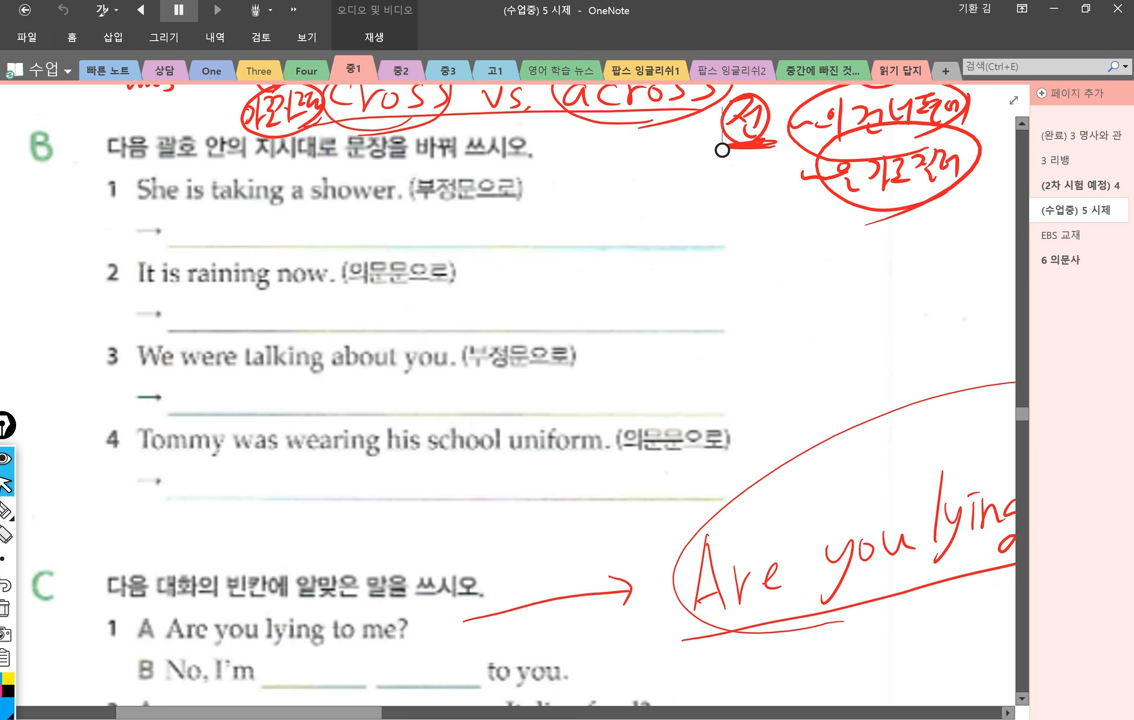 오디오 및 비디오
(수업중) 5 시제 - OneNote
기환 김
파일 홈 삽입 그리기 내역 검토 보기 재생
수업 빠른 노트 상담 One Three Four 중1 중2 중3 고1 영어 학습 뉴스 팝스 잉글리쉬1 팝스 잉글리쉬2 중간에 빠진 것... 읽기 답지 + 검색(Ctrl+E)
페이지 추가
(완료) 3 명사와 관
3 리뱅
(2차 시험 예정) 4
(수업중) 5 시제
EBS 교재
6 의문사
cross vs. across 전 ~의 건너편에
~을 가로질러
B 다음 괄호 안의 지시대로 문장을 바꿔 쓰시오.
1 She is taking a shower. (부정문으로)
→
2 It is raining now. (의문문으로)
→
3 We were talking about you. (부정문으로)
→
4 Tommy was wearing his school uniform. (의문문으로)
→
Are you lying
C 다음 대화의 빈칸에 알맞은 말을 쓰시오.
1 A Are you lying to me?
B No, I'm to you.